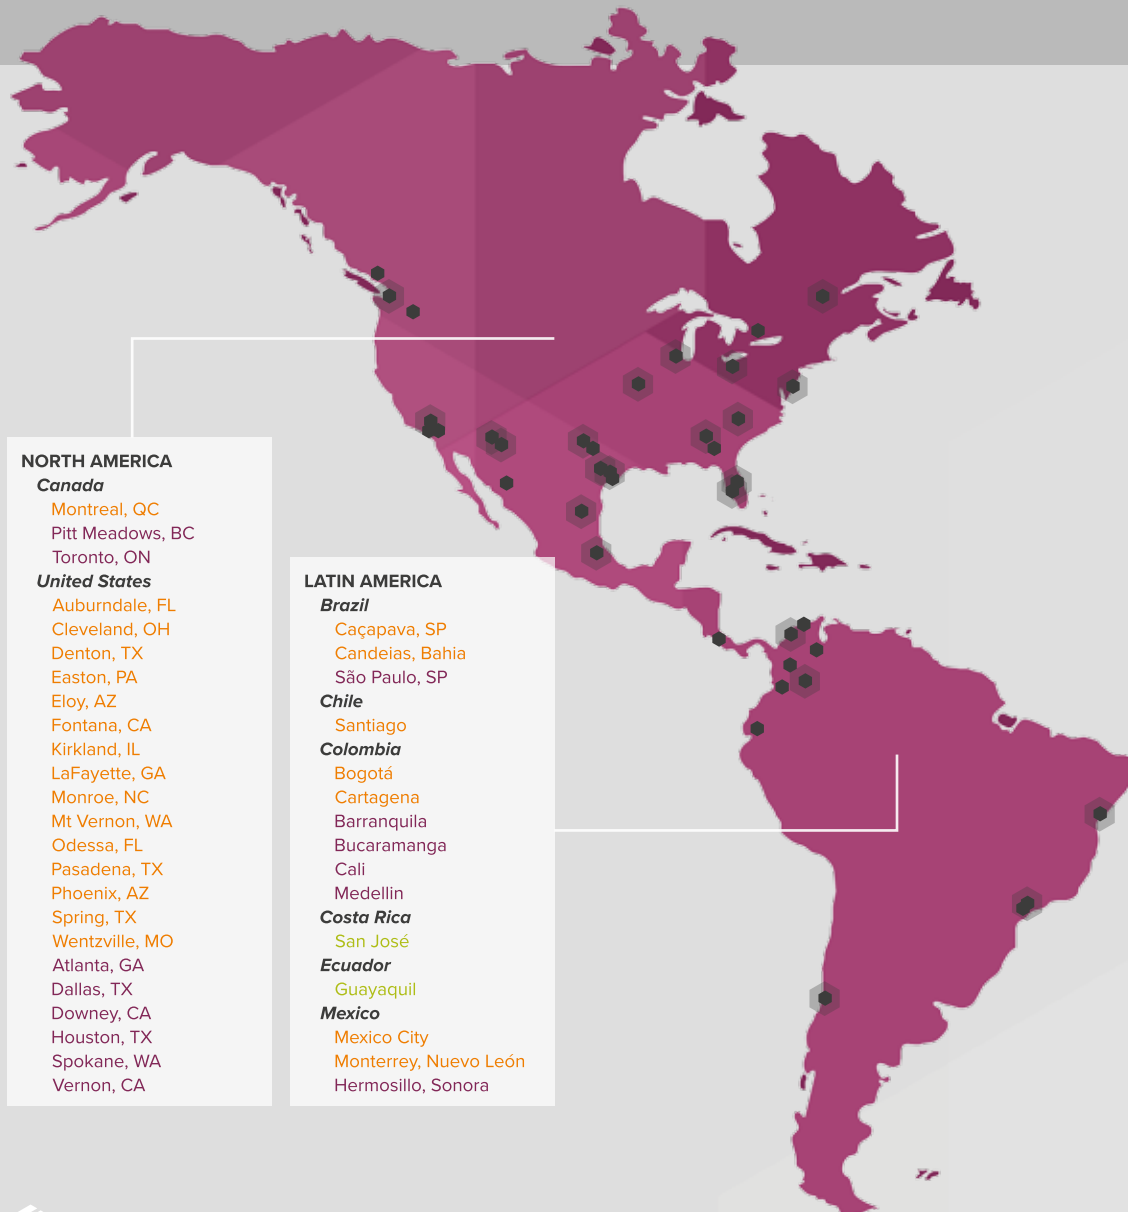 NORTH AMERICA
Canada
Montreal, QC
Pitt Meadows, BC
Toronto, ON
United States
Auburndale, FL
Cleveland, OH
Denton, TX
Easton, PA
Eloy, AZ
Fontana, CA
Kirkland, IL
LaFayette, GA
Monroe, NC
Mt Vernon, WA
Odessa, FL
Pasadena, TX
Phoenix, AZ
Spring, TX
Wentzville, MO
Atlanta, GA
Dallas, TX
Downey, CA
Houston, TX
Spokane, WA
Vernon, CA
LATIN AMERICA
Brazil
Caçapava, SP
Candeias, Bahia
São Paulo, SP
Chile
Santiago
Colombia
Bogotá
Cartagena
Barranquila
Bucaramanga
Cali
Medellin
Costa Rica
San José
Ecuador
Guayaquil
Mexico
Mexico City
Monterrey, Nuevo León
Hermosillo, Sonora